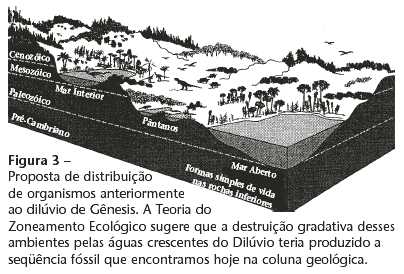 Cenozóico
Mesozóico
Mar Interior
Paleozóico
Pântanos
Pré.Cambriano
Mar Aberto
Formas simples de vida
nas rochas inferiores
Figura 3 –
Proposta de distribuição
de organismos anteriormente
ao dilúvio de Gênesis. A Teoria do
Zoneamento Ecológico sugere que a destruição gradativa desses
ambientes pelas águas crescentes do Dilúvio teria produzido a
seqüência fóssil que encontramos hoje na coluna geológica.